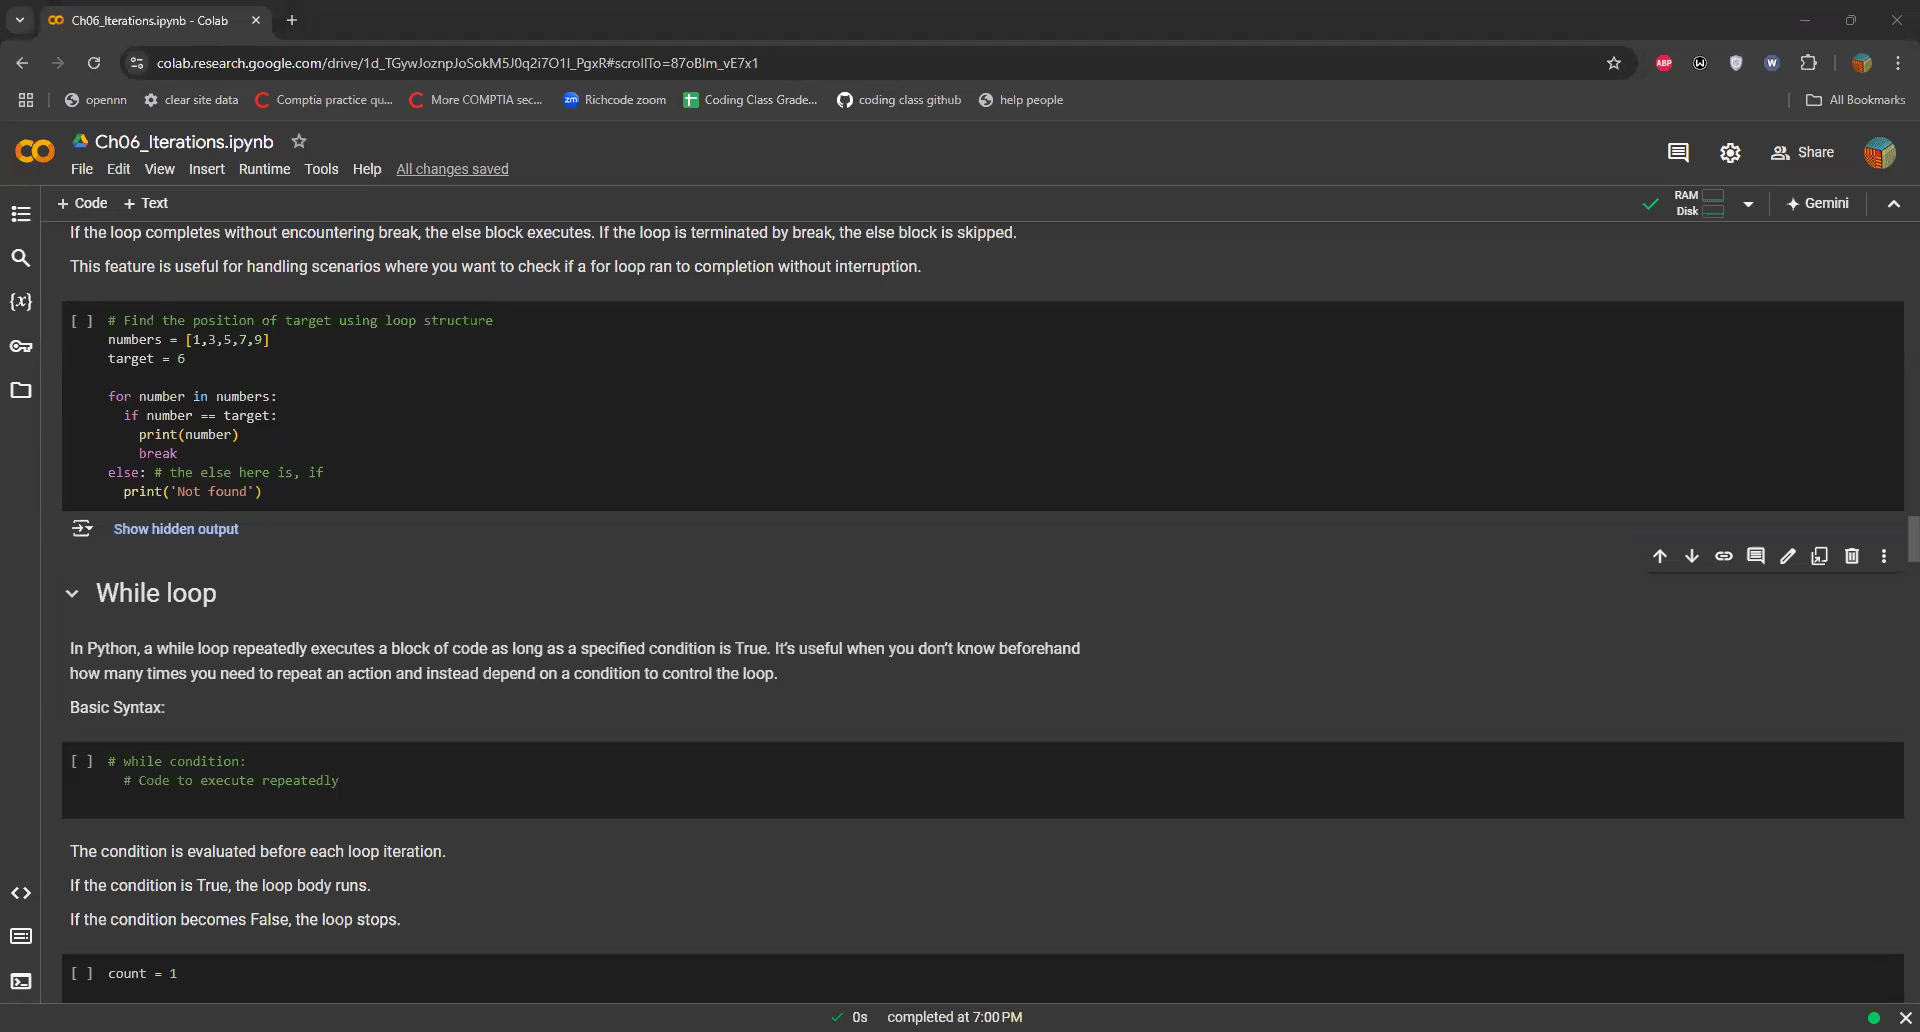 Ch06_Iterations.ipynb - Colab
colab.research.google.com/drive/1d_TGywJoznpJoSokM5J0q2i7O1I_PgxR#scrollTo=87oBIm_vE7x1
ABP
W
opennn
clear site data
Comptia practice qu...
More COMPTIA sec...
zm Richcode zoom
Coding Class Grade...
coding class github
help people
All Bookmarks
Ch06_Iterations.ipynb
File Edit View Insert Runtime Tools Help All changes saved
Share
+ Code + Text
RAM
Disk
Gemini
If the loop completes without encountering break, the else block executes. If the loop is terminated by break, the else block is skipped.
This feature is useful for handling scenarios where you want to check if a for loop ran to completion without interruption.
[ ] # Find the position of target using loop structure
numbers = [1,3,5,7,9]
target = 6
for number in numbers:
if number == target:
print(number)
break
else: # the else here is, if
print('Not found')
Show hidden output
While loop
In Python, a while loop repeatedly executes a block of code as long as a specified condition is True. It’s useful when you don’t know beforehand
how many times you need to repeat an action and instead depend on a condition to control the loop.
Basic Syntax:
[ ] # while condition:
# Code to execute repeatedly
The condition is evaluated before each loop iteration.
If the condition is True, the loop body runs.
If the condition becomes False, the loop stops.
[ ] count = 1
0s completed at 7:00 PM